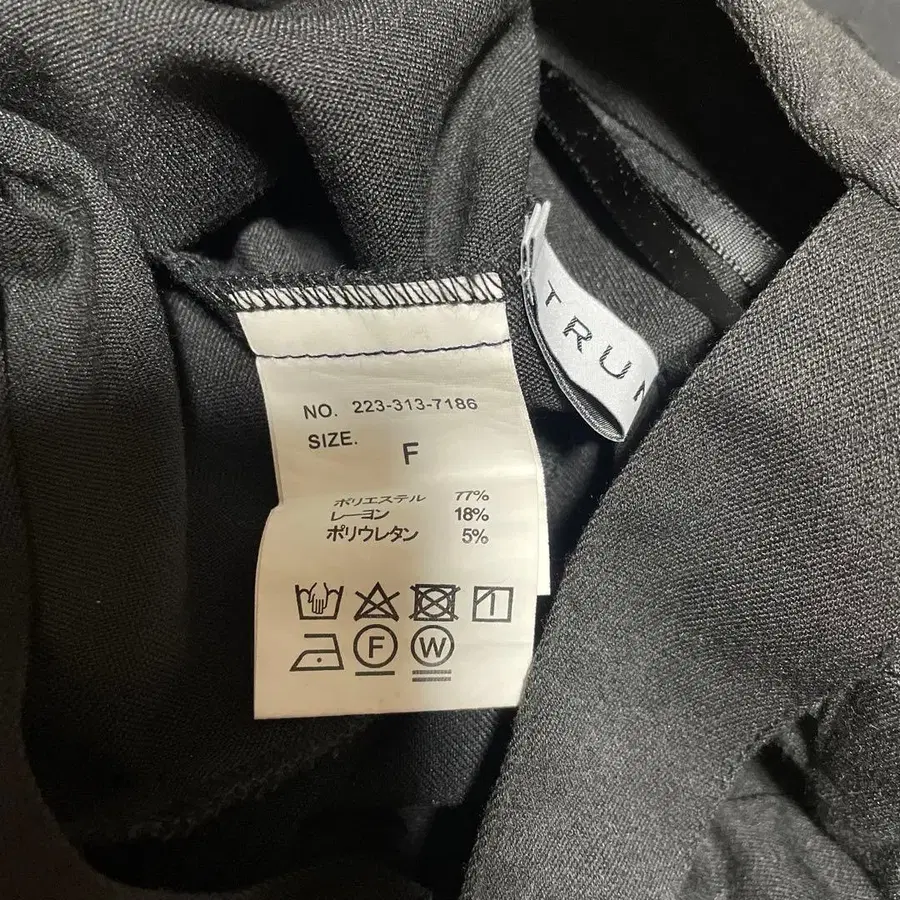 NO. 223-313-7186
SIZE.
F
ポリエステル 77%
レーヨン 18%
ポリウレタン 5%
F W
TRU